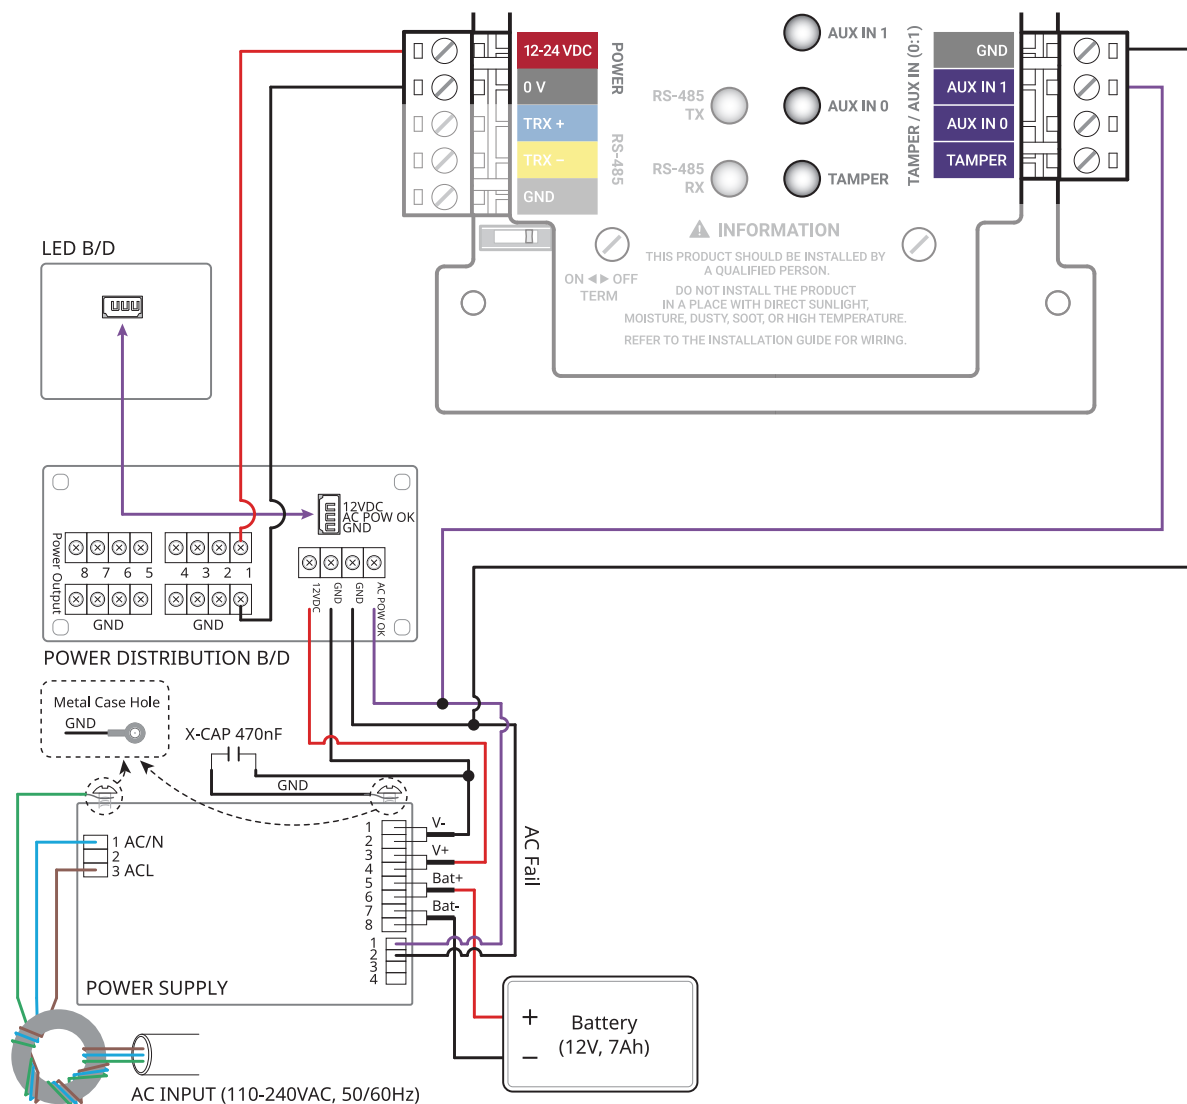 12-24 VDC
0 V
TRX +
TRX –
GND
POWER
RS-485
RS-485
TX
RS-485
RX
AUX IN 1
AUX IN 0
TAMPER
TAMPER / AUX IN (0:1)
GND
AUX IN 1
AUX IN 0
TAMPER
INFORMATION
THIS PRODUCT SHOULD BE INSTALLED BY
A QUALIFIED PERSON.
DO NOT INSTALL THE PRODUCT
IN A PLACE WITH DIRECT SUNLIGHT,
MOISTURE, DUSTY, SOOT, OR HIGH TEMPERATURE.
REFER TO THE INSTALLATION GUIDE FOR WIRING.
ON ◄► OFF
TERM
LED B/D
12VDC
AC POW OK
GND
Power Output
8 7 6 5
4 3 2 1
GND
GND
12VDC
GND
GND
AC POW OK
POWER DISTRIBUTION B/D
Metal Case Hole
GND
X-CAP 470nF
GND
1 AC/N
2
3 ACL
1
2
3
4
5
6
7
8
V-
V+
Bat+
Bat-
1
2
3
4
AC Fail
POWER SUPPLY
+
–
Battery
(12V, 7Ah)
AC INPUT (110-240VAC, 50/60Hz)